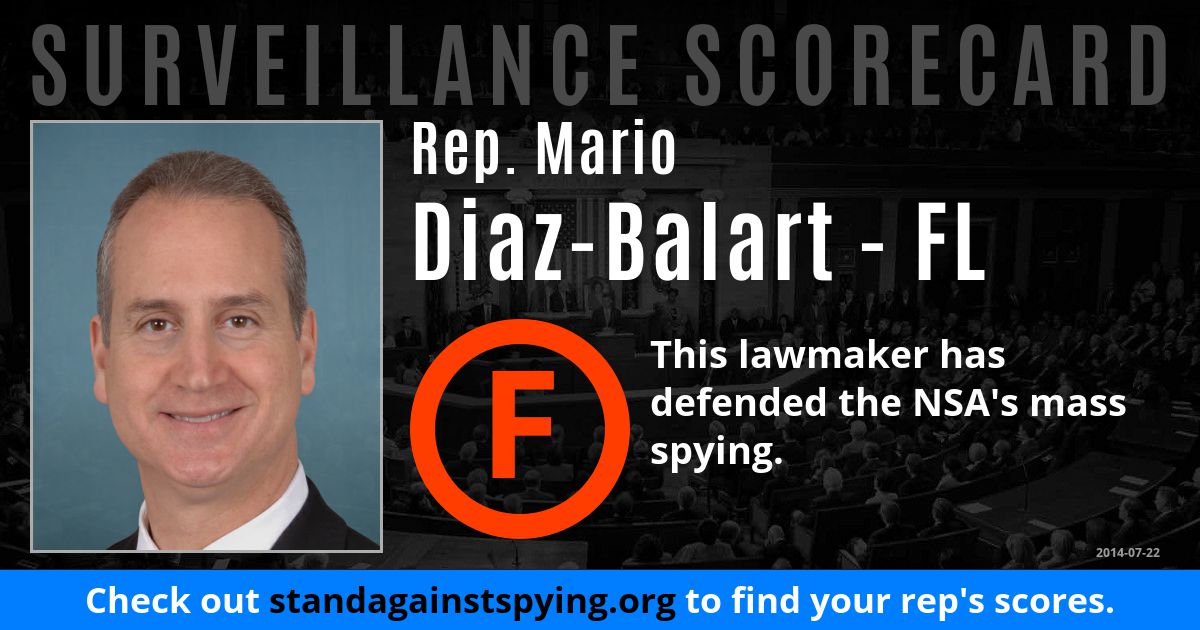 SURVEILLANCE SCORECARD
Rep. Mario
Diaz-Balart - FL
F
This lawmaker has
defended the NSA's mass
spying.
2014-07-22
Check out standagainstspying.org to find your rep's scores.